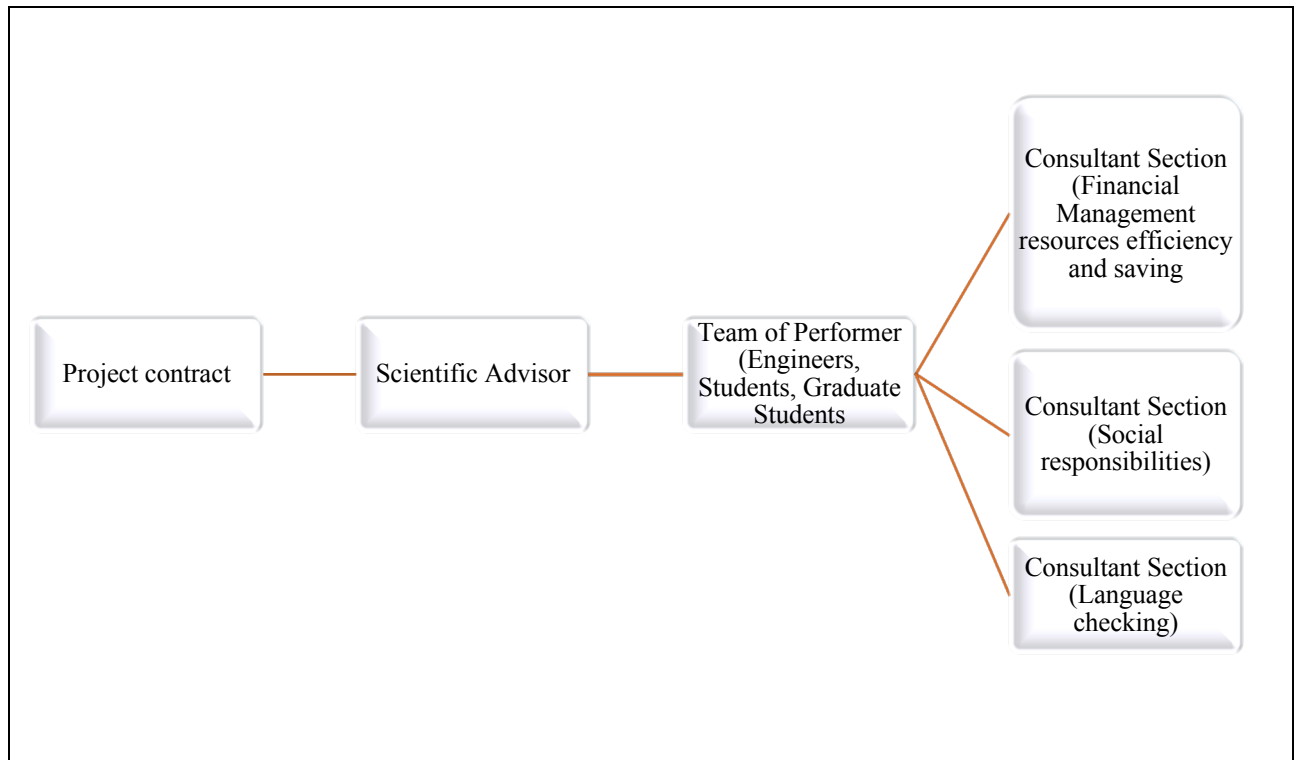 Project contract
Scientific Advisor
Team of Performer
(Engineers,
Students, Graduate
Students
Consultant Section
(Financial
Management
resources efficiency
and saving
Consultant Section
(Social
responsibilities)
Consultant Section
(Language
checking)